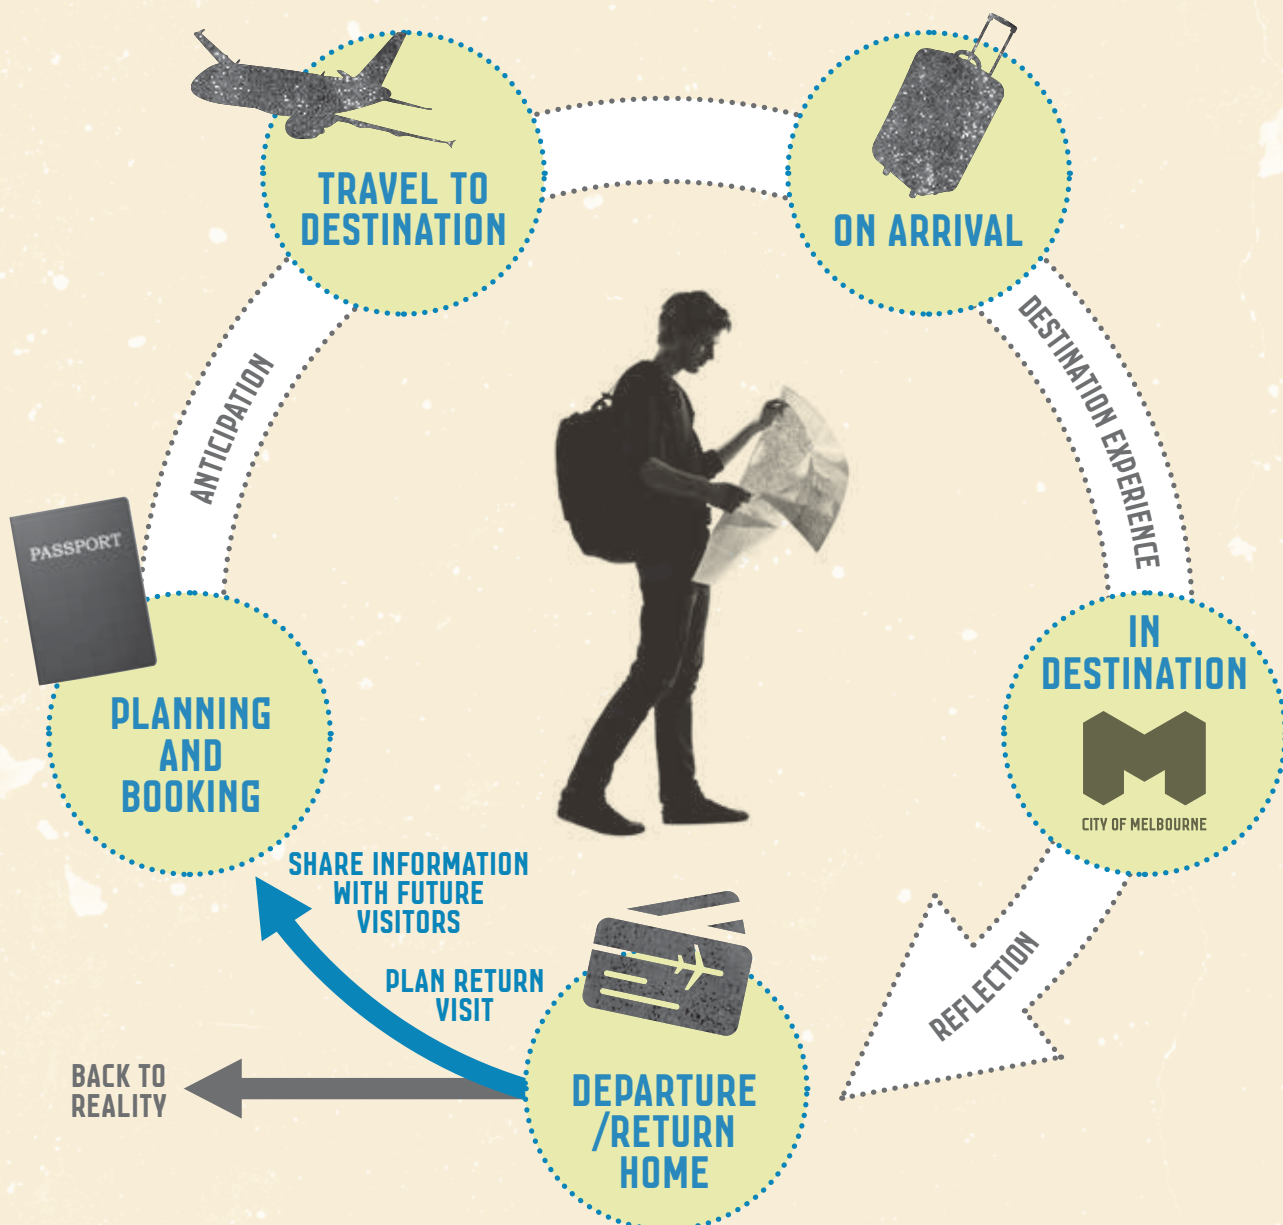 TRAVEL TO
DESTINATION
ON ARRIVAL
ANTICIPATION
DESTINATION EXPERIENCE
PASSPORT
IN
DESTINATION
CITY OF MELBOURNE
PLANNING
AND
BOOKING
SHARE INFORMATION
WITH FUTURE
VISITORS
PLAN RETURN
VISIT
REFLECTION
BACK TO
REALITY
DEPARTURE
/RETURN
HOME